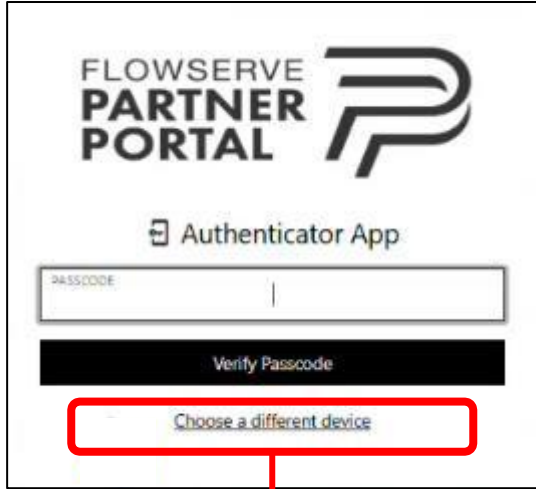 FLOWSERVE
PARTNER
PORTAL
Authenticator App
PASSCODE
Verify Passcode
Choose a different device